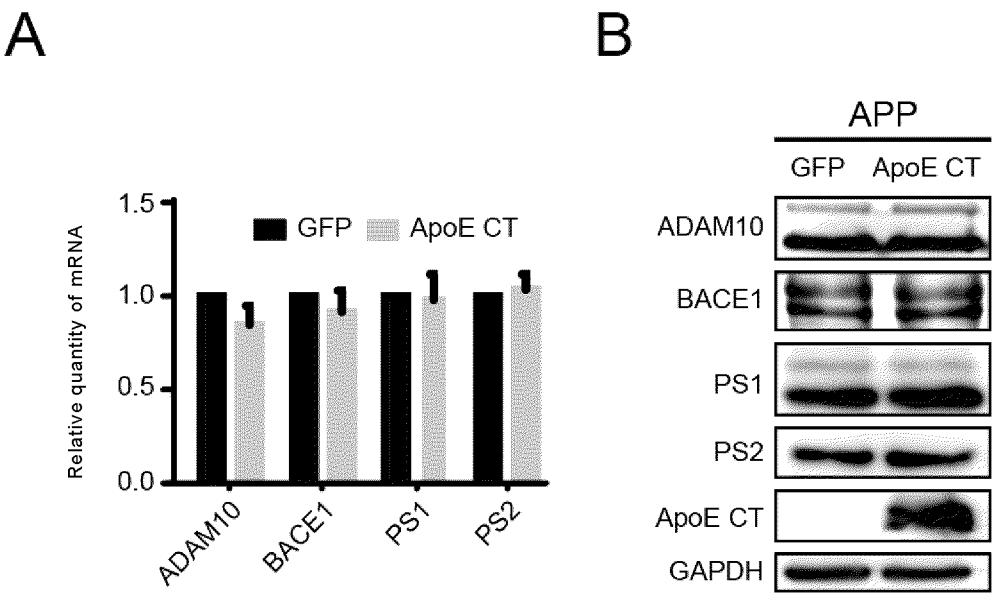 A
Relative quantity of mRNA
1.5
1.0
0.5
0.0
GFP ApoE CT
ADAM10
BACE1
PS1
PS2
B
APP
GFP ApoE CT
ADAM10
BACE1
PS1
PS2
ApoE CT
GAPDH